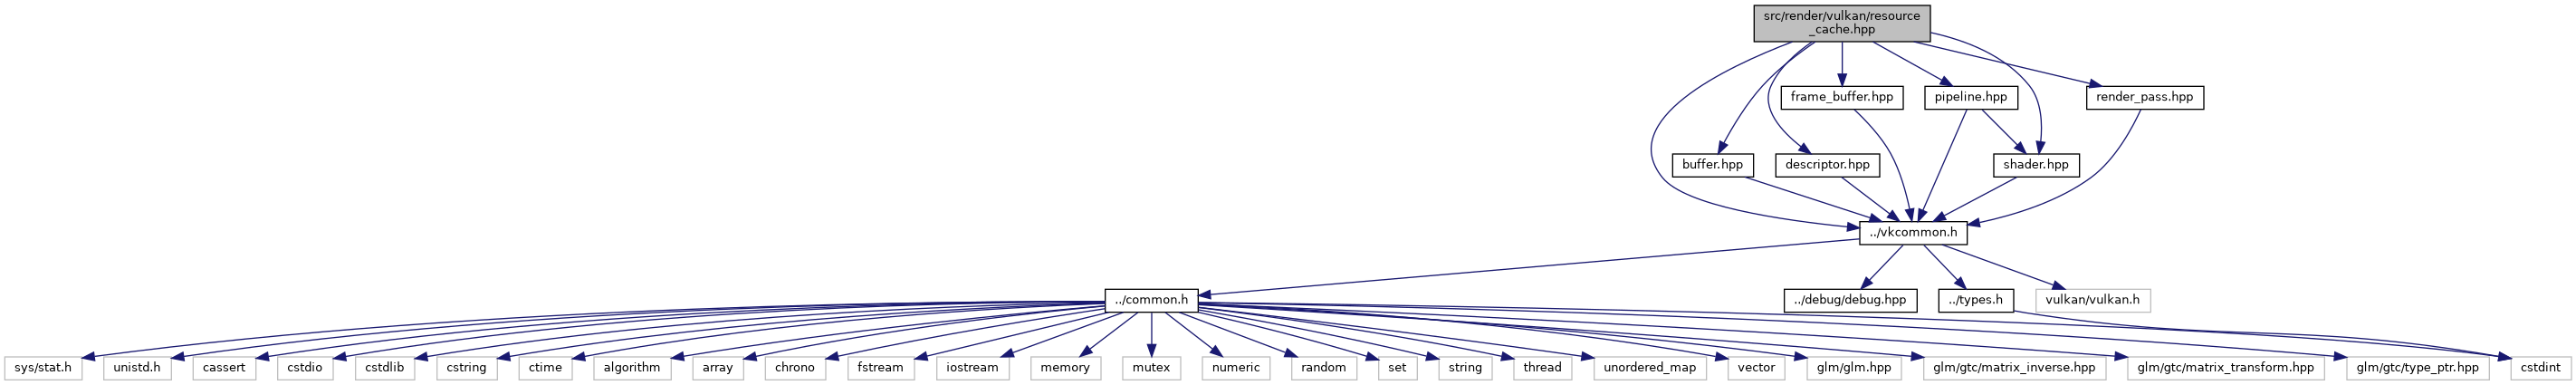 src/render/vulkan/resource
_cache.hpp
frame_buffer.hpp
pipeline.hpp
render_pass.hpp
buffer.hpp
descriptor.hpp
shader.hpp
../vkcommon.h
../common.h
../debug/debug.hpp
../types.h
vulkan/vulkan.h
sys/stat.h
unistd.h
cassert
cstdio
cstdlib
cstring
ctime
algorithm
array
chrono
fstream
iostream
memory
mutex
numeric
random
set
string
thread
unordered_map
vector
glm/glm.hpp
glm/gtc/matrix_inverse.hpp
glm/gtc/matrix_transform.hpp
glm/gtc/type_ptr.hpp
cstdint